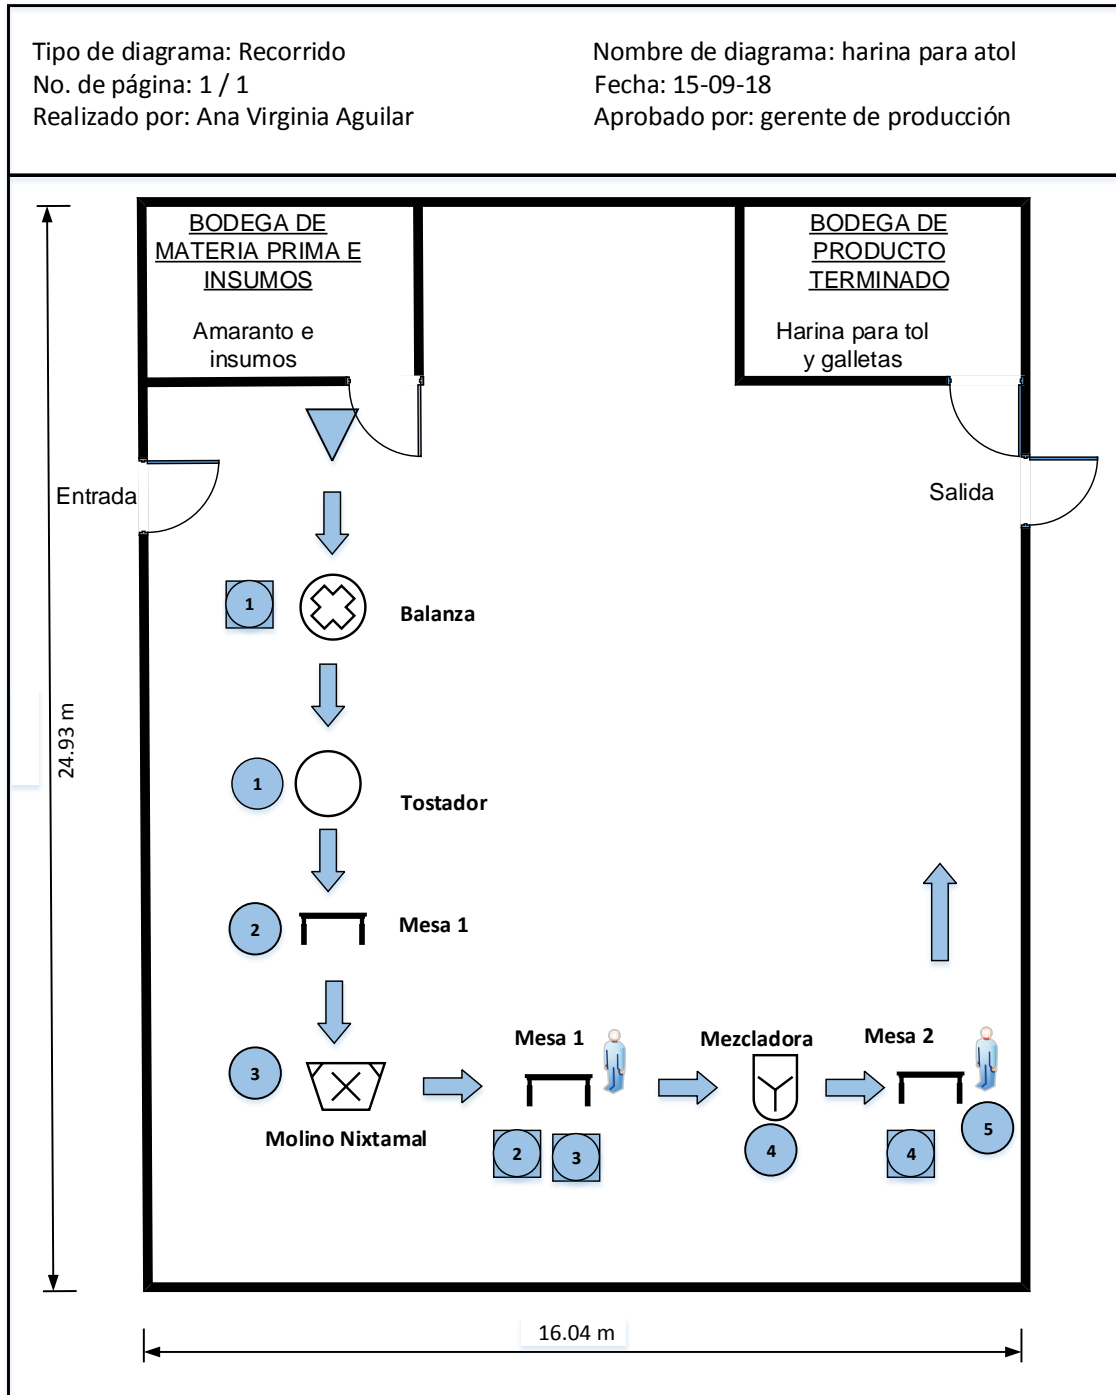 Tipo de diagrama: Recorrido
No. de página: 1 / 1
Realizado por: Ana Virginia Aguilar
Nombre de diagrama: harina para atol
Fecha: 15-09-18
Aprobado por: gerente de producción
BODEGA DE
MATERIA PRIMA E
INSUMOS
Amaranto e
insumos
BODEGA DE
PRODUCTO
TERMINADO
Harina para tol
y galletas
Entrada
Salida
1
Balanza
24.93 m
1
Tostador
2
Mesa 1
3
Molino Nixtamal
Mesa 1
2
3
Mezcladora
4
Mesa 2
4
5
16.04 m